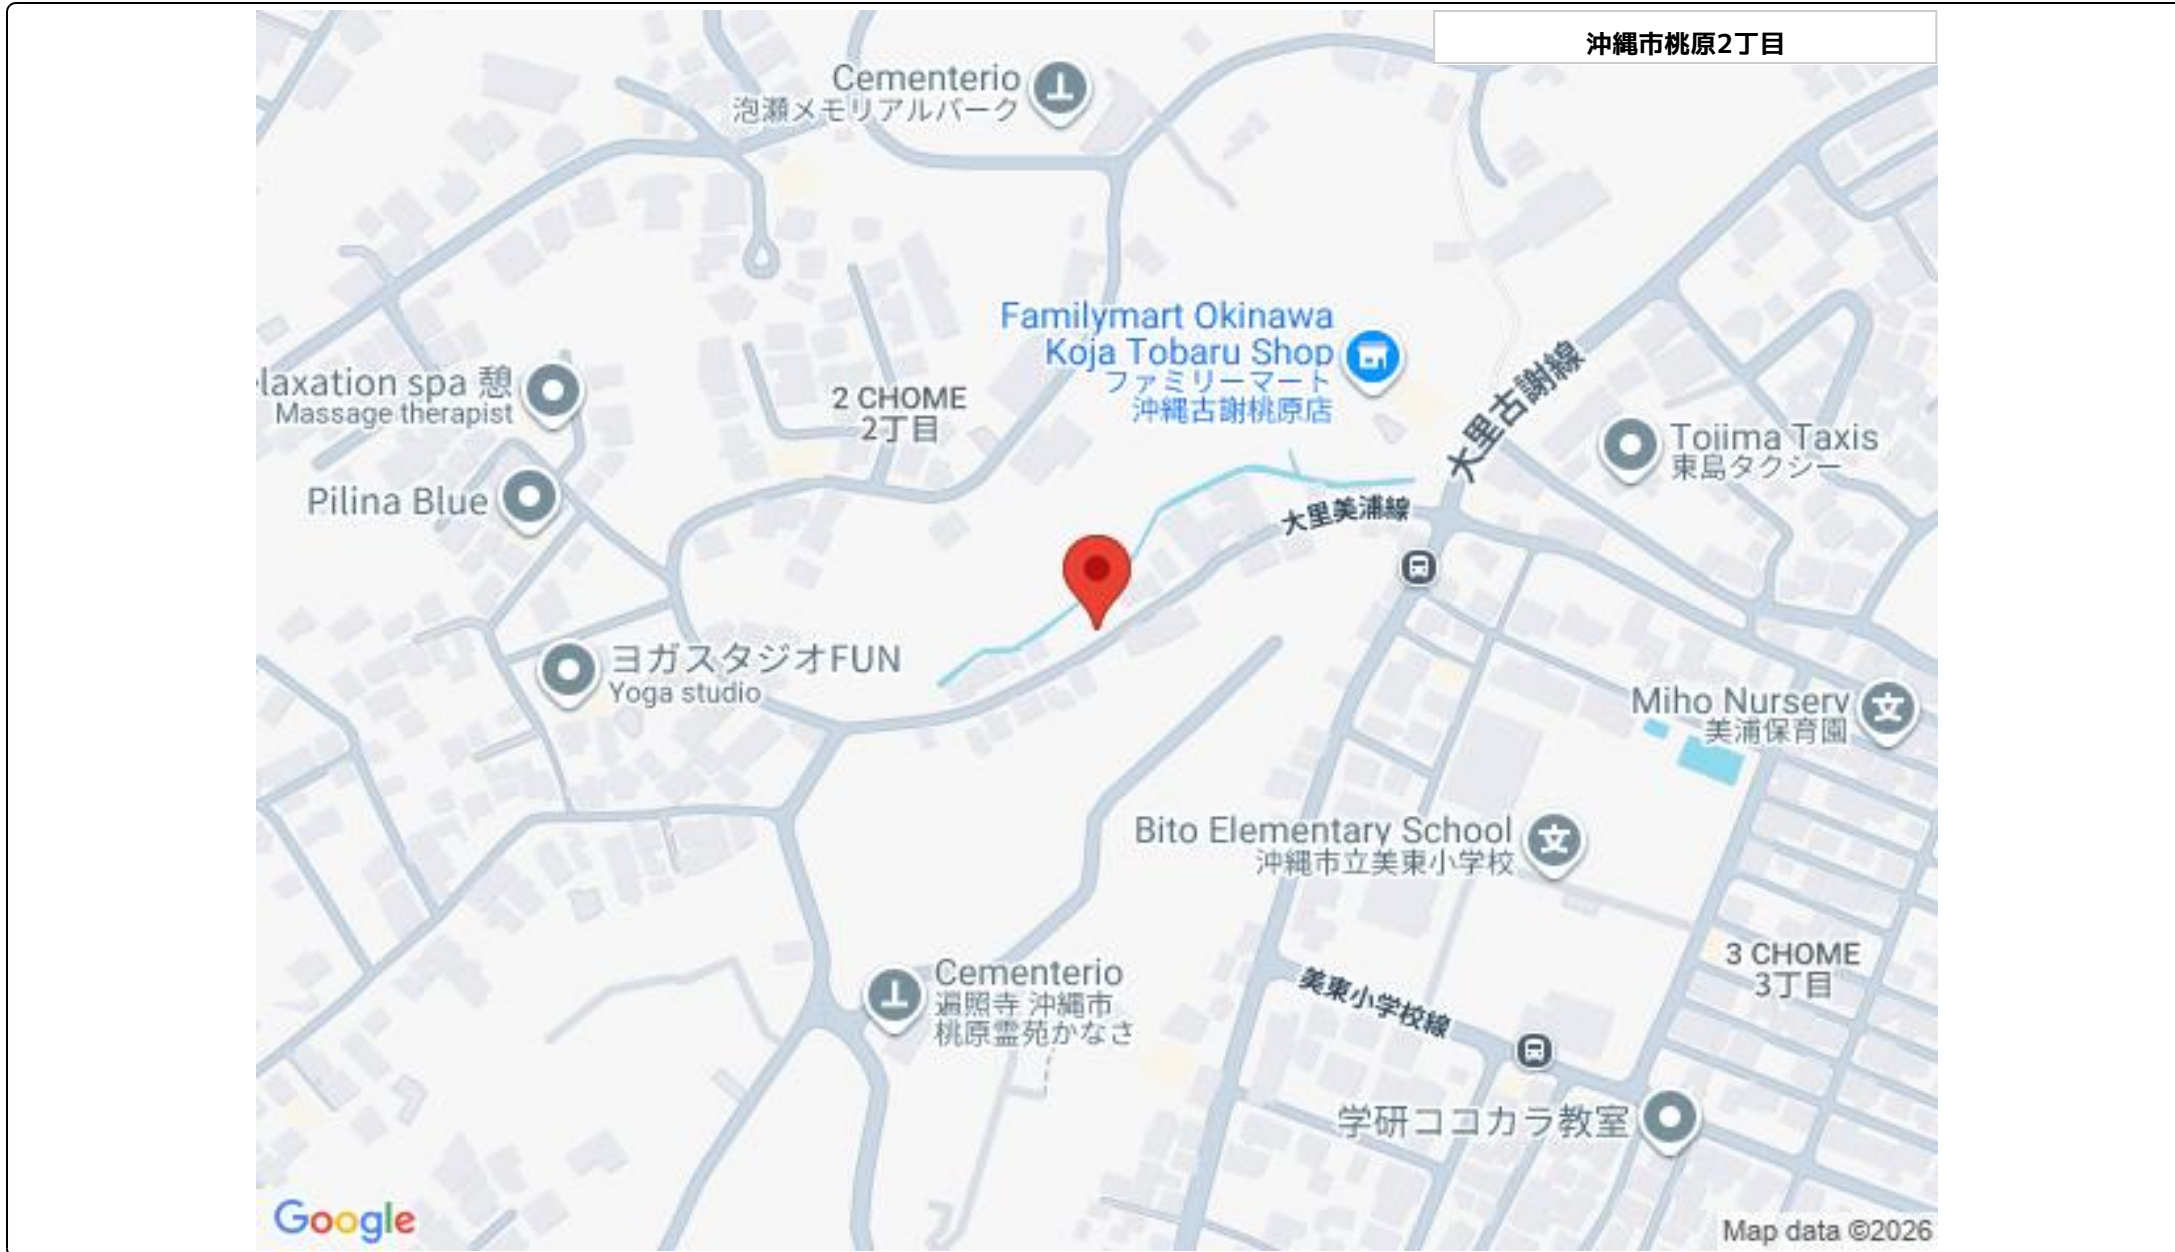 沖縄市桃原2丁目
Cementerio
泡瀬メモリアルパーク
Familymart Okinawa
Koja Tobaru Shop
ファミリーマート
沖縄古謝桃原店
大里古謝線
laxation spa 憩
Massage therapist
2 CHOME
2丁目
Tojima Taxis
東島タクシー
Pilina Blue
大里美浦線
ヨガスタジオFUN
Yoga studio
Miho Nursery
美浦保育園
Bito Elementary School
沖縄市立美東小学校
3 CHOME
3丁目
Cementerio
遍照寺 沖縄市
桃原霊苑かなさ
美東小学校線
学研ココカラ教室
Google
Map data ©2026